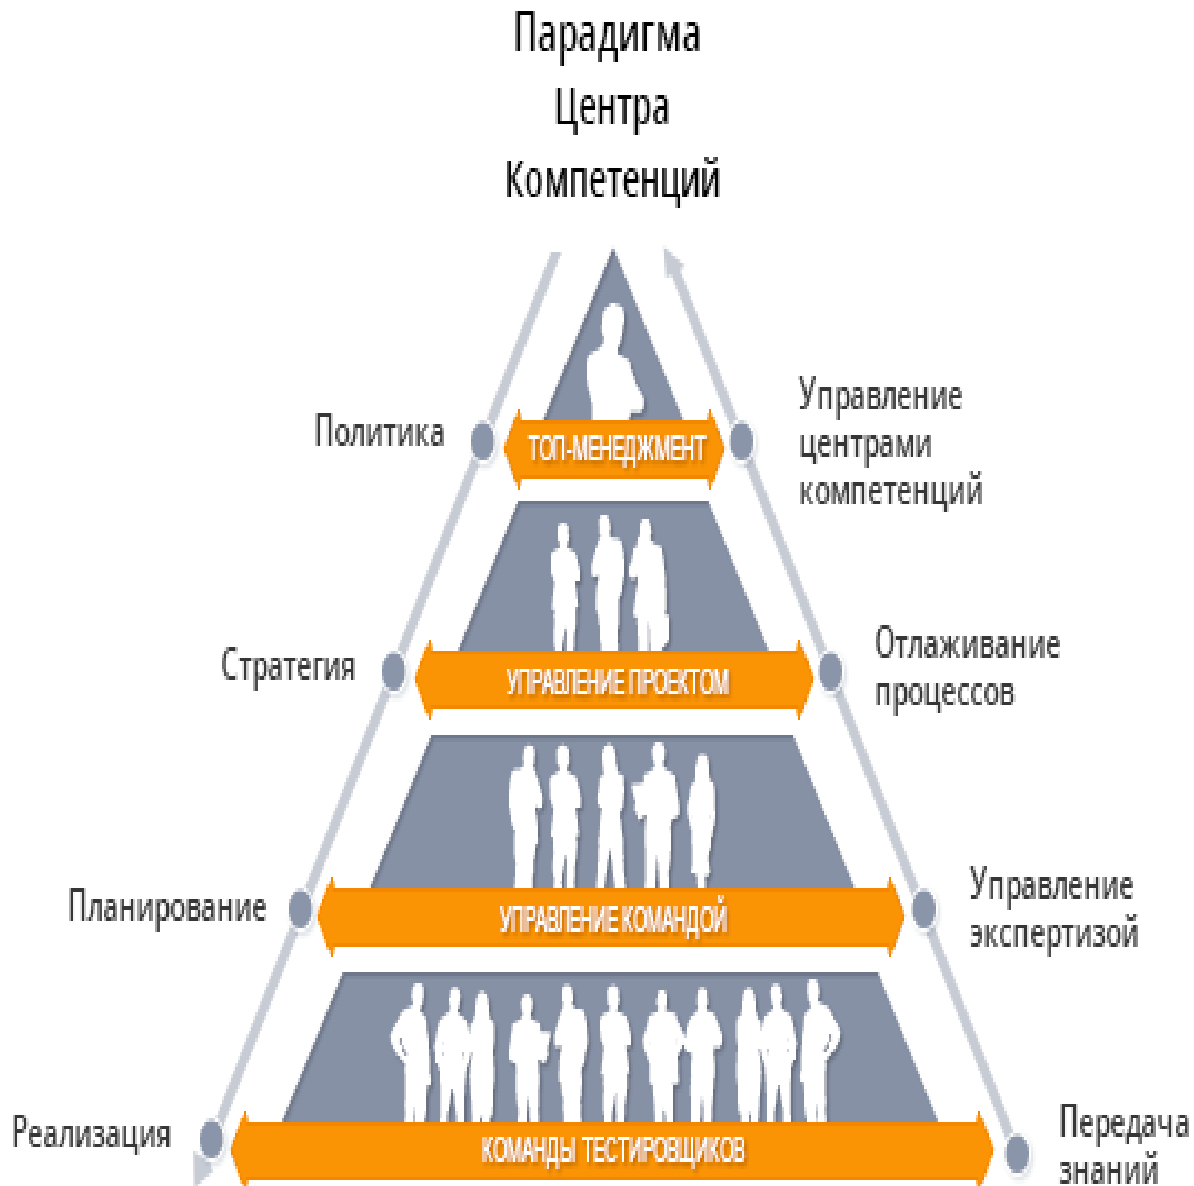 Парадигма
Центра
Компетенций
Политика
ТОП-МЕНЕДЖМЕНТ
Управление
центрами
компетенций
Стратегия
УПРАВЛЕНИЕ ПРОЕКТОМ
Отлаживание
процессов
Планирование
УПРАВЛЕНИЕ КОМАНДОЙ
Управление
экспертизой
Реализация
КОМАНДЫ ТЕСТИРОВЩИКОВ
Передача
знаний